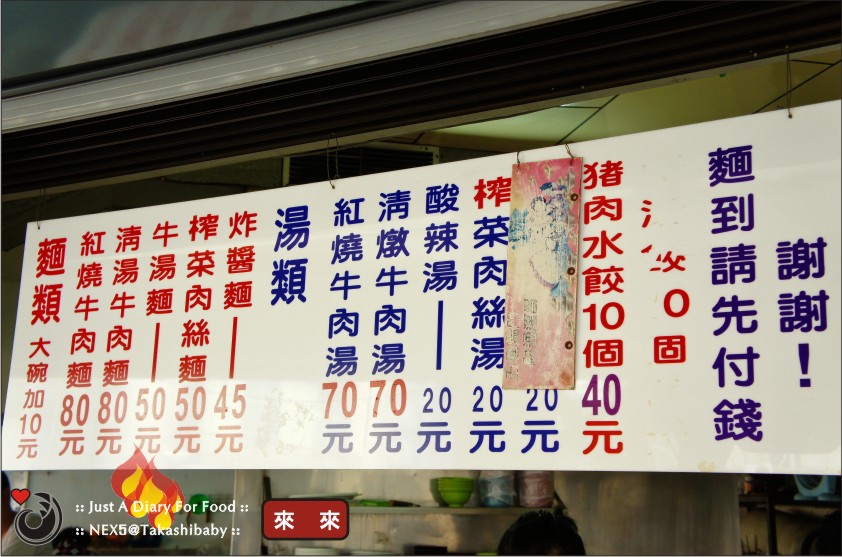 麵類 大碗加10元
紅燒牛肉麵 80元
清湯牛肉麵 80元
牛湯麵 50元
榨菜肉絲麵 50元
炸醬麵 45元
湯類
紅燒牛肉湯 70元
清燉牛肉湯 70元
酸辣湯 20元
榨菜肉絲湯 20元
20元
猪肉水餃10個 40元
0
麵到請先付錢
謝謝！
:: Just A Diary For Food ::
:: NEX5@Takashibaby ::
來 來